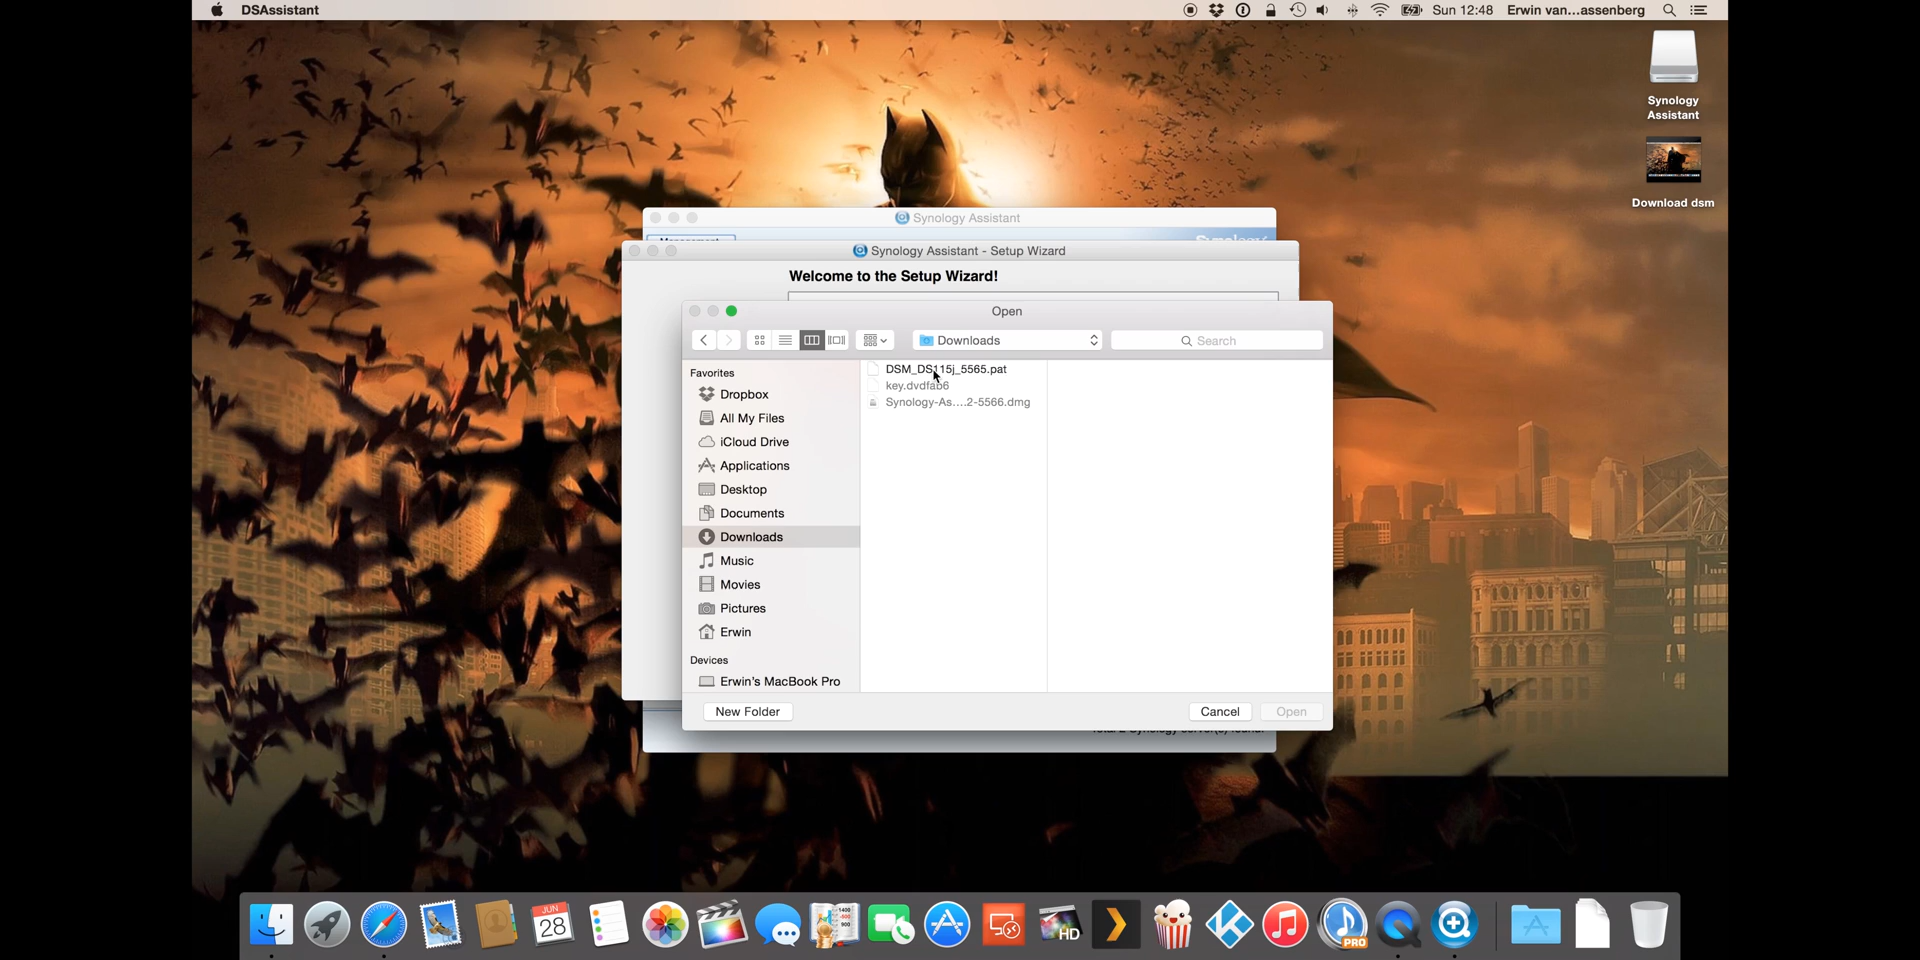 DSAssistant
Sun 12:48
Erwin van...assenberg
Synology
Assistant
Download dsm
Synology Assistant
Synology Assistant - Setup Wizard
Welcome to the Setup Wizard!
Open
Downloads
Search
Favorites
Dropbox
All My Files
iCloud Drive
Applications
Desktop
Documents
Downloads
Music
Movies
Pictures
Erwin
Devices
Erwin's MacBook Pro
DSM_DS115j_5565.pat
key.dvdfab6
Synology-As....2-5566.dmg
New Folder
Cancel
Open
JUN
28
HD
PRO